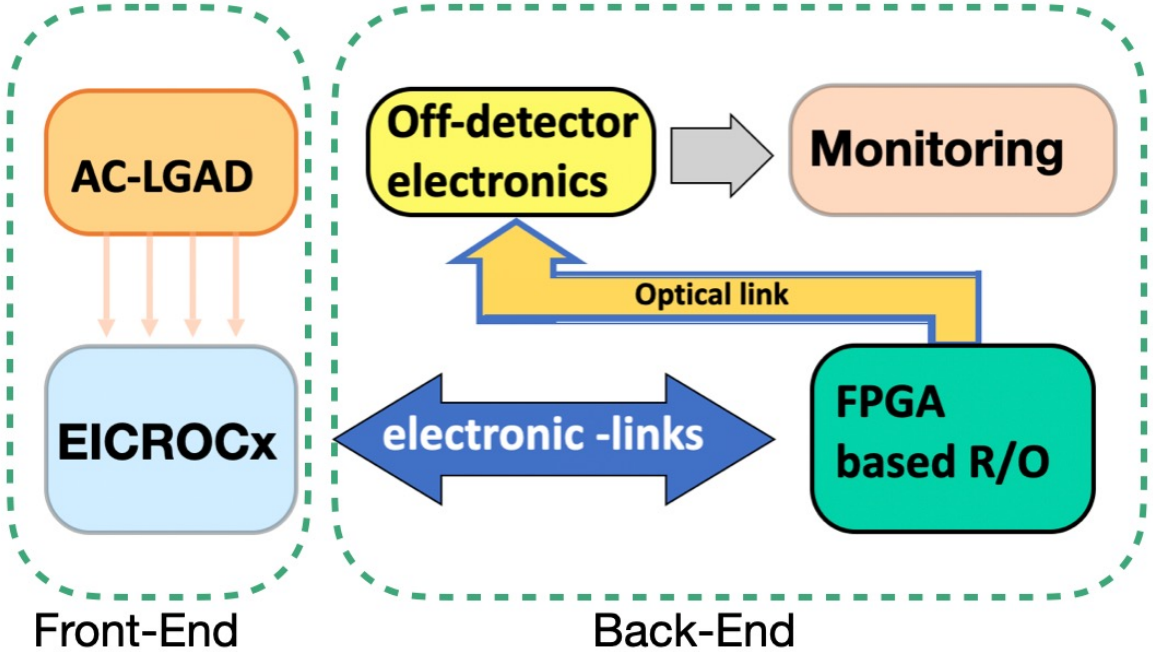 AC-LGAD
EICROCx
Front-End
Off-detector
electronics
Monitoring
Optical link
electronic -links
FPGA
based R/O
Back-End